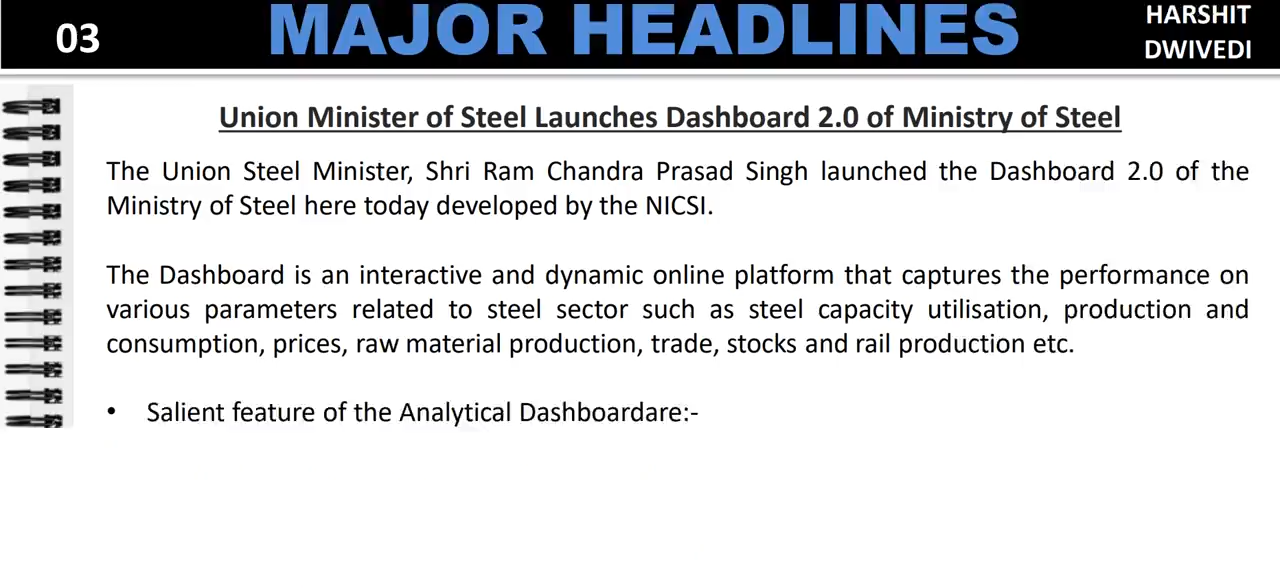 03
MAJOR HEADLINES
HARSHIT
DWIVEDI
Union Minister of Steel Launches Dashboard 2.0 of Ministry of Steel
The Union Steel Minister, Shri Ram Chandra Prasad Singh launched the Dashboard 2.0 of the
Ministry of Steel here today developed by the NICSI.
The Dashboard is an interactive and dynamic online platform that captures the performance on
various parameters related to steel sector such as steel capacity utilisation, production and
consumption, prices, raw material production, trade, stocks and rail production etc.
• Salient feature of the Analytical Dashboardare:-